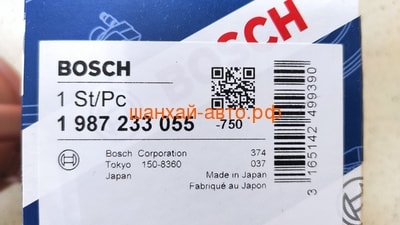 BOSCH
1 St/Pc
шанхай-авто.рф
1 987 233 055 -750
Bosch Corporation 374
Tokyo 150-8360 037
Japan Made in Japan
Fabriqué au Japon
3 165142 499390